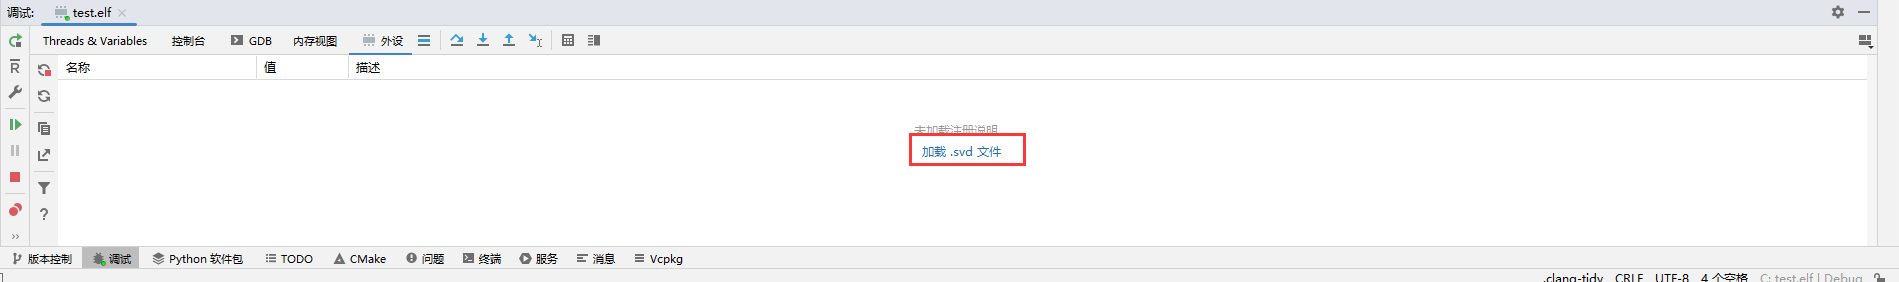 调试: test.elf
Threads & Variables 控制台 GDB 内存视图 外设
名称 值 描述
未加载注册说明
加载 .svd 文件
版本控制 调试 Python 软件包 TODO CMake 问题 终端 服务 消息 Vcpkg
.clang-tidy CRLF UTF-8 4 个空格 C: test.elf | Debug